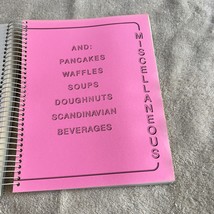 AND:
PANCAKES
WAFFLES
SOUPS
DOUGHNUTS
SCANDINAVIAN
BEVERAGES
MISCELLANEOUS